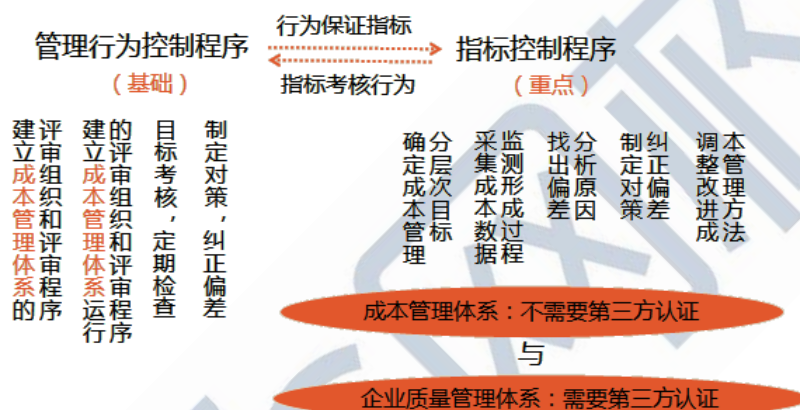 管理行为控制程序
(基础)
行为保证指标
指标考核行为
指标控制程序
(重点)
建立成本管理体系的
评审组织和评审程序
建立成本管理体系运行
的评审组织和评审程序
目标考核,定期检查
制定对策,纠正偏差
确定成本管理
分层次目标
采集成本数据
监测形成过程
找出偏差
分析原因
制定对策
纠正偏差
调整改进成
本管理方法
成本管理体系：不需要第三方认证
与
企业质量管理体系：需要第三方认证